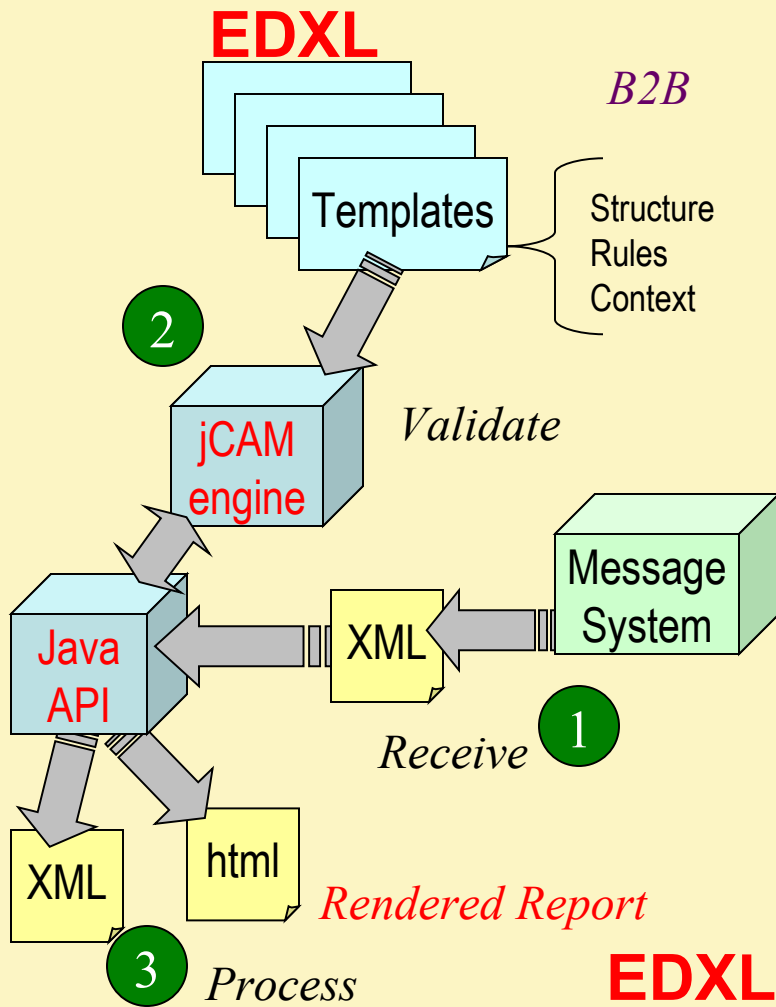 EDXL
B2B
Templates
Structure
Rules
Context
2
jCAM
engine
Validate
Message
System
XML
Java
API
1
Receive
XML
html
Rendered Report
3
Process
EDXL